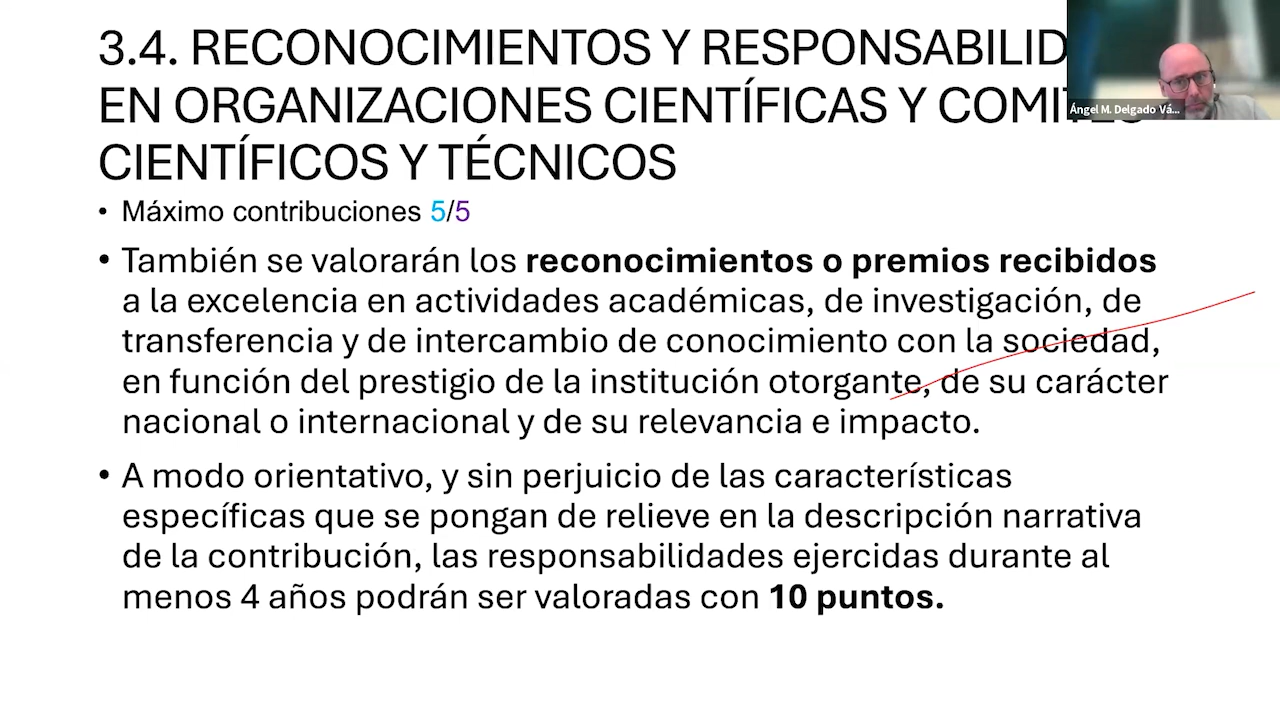 3.4. RECONOCIMIENTOS Y RESPONSABILID
EN ORGANIZACIONES CIENTÍFICAS Y COMITÉS
CIENTÍFICOS Y TÉCNICOS
• Máximo contribuciones 5/5
• También se valorarán los reconocimientos o premios recibidos
a la excelencia en actividades académicas, de investigación, de
transferencia y de intercambio de conocimiento con la sociedad,
en función del prestigio de la institución otorgante, de su carácter
nacional o internacional y de su relevancia e impacto.
• A modo orientativo, y sin perjuicio de las características
específicas que se pongan de relieve en la descripción narrativa
de la contribución, las responsabilidades ejercidas durante al
menos 4 años podrán ser valoradas con 10 puntos.
Ángel M. Delgado Vá...